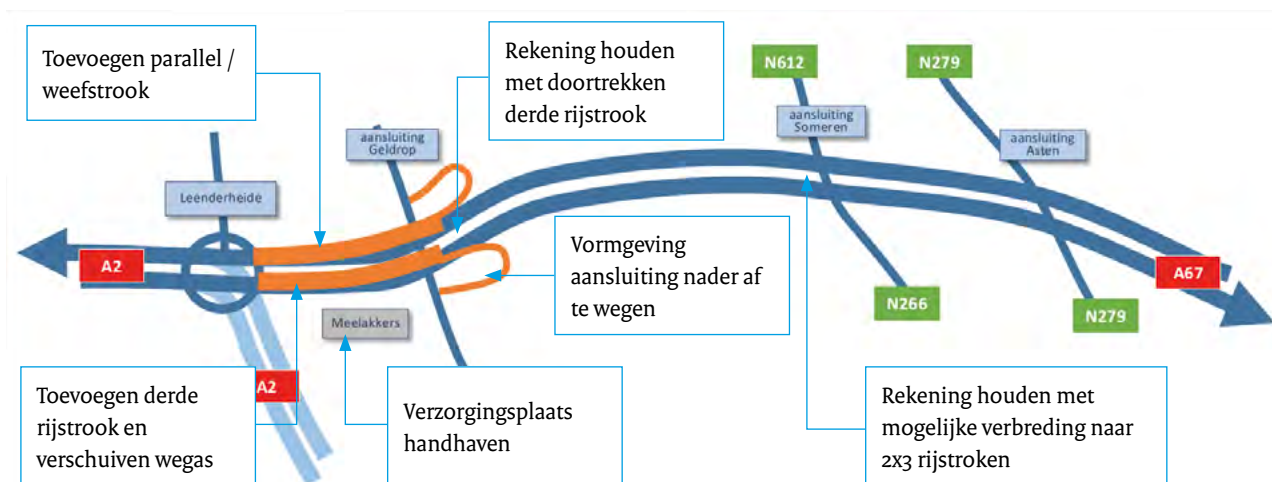 Toevoegen parallel /
weefstrook
Rekening houden
met doortrekken
derde rijstrook
N612
N279
aansluiting
Geldrop
aansluiting
Someren
aansluiting
Asten
Leenderheide
A2
Vormgeving
aansluiting nader af
te wegen
A67
N266
N279
Meelakkers
A2
Toevoegen derde
rijstrook en
verschuiven wegas
Verzorgingsplaats
handhaven
Rekening houden met
mogelijke verbreding naar
2x3 rijstroken